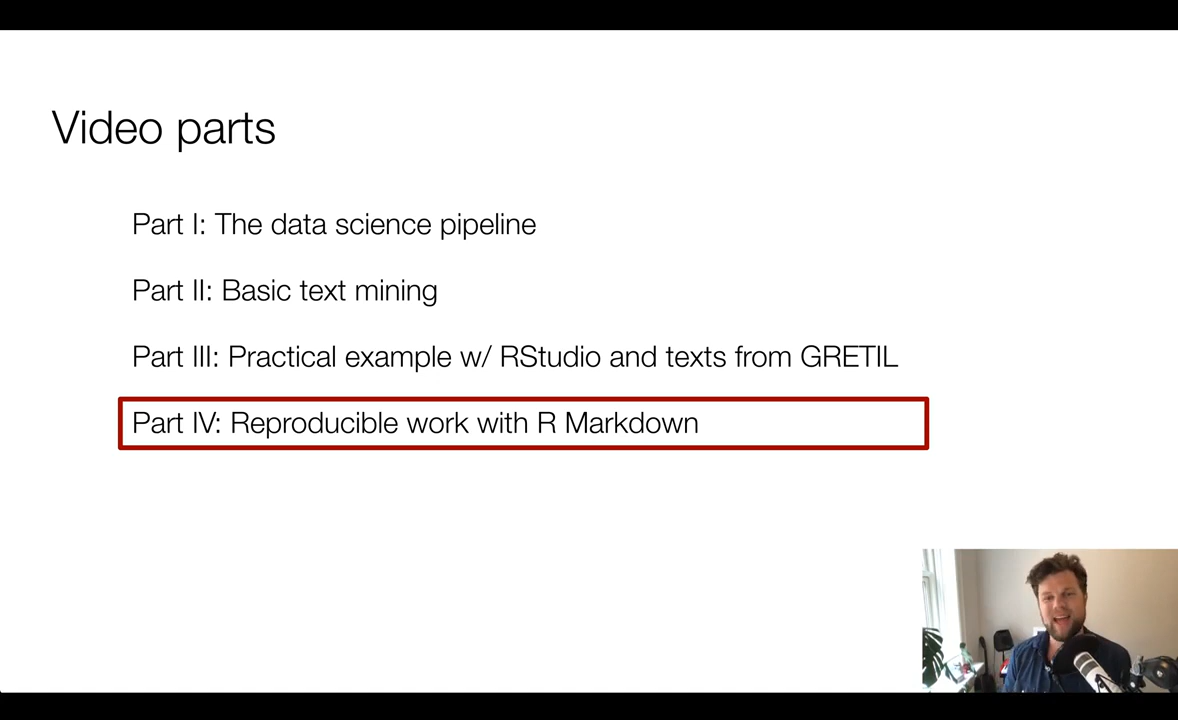 Video parts
Part I: The data science pipeline
Part II: Basic text mining
Part III: Practical example w/ RStudio and texts from GRETIL
Part IV: Reproducible work with R Markdown